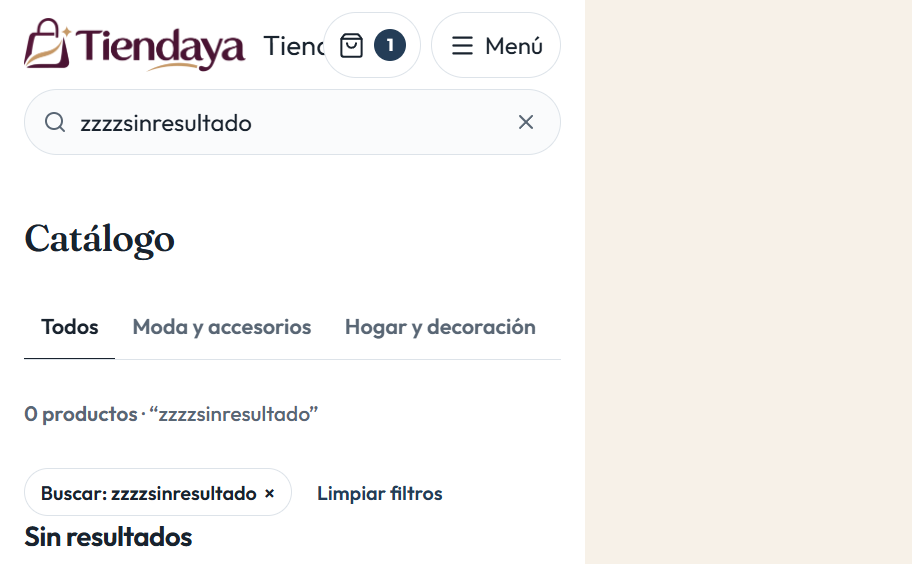 Tiendaya Tienc 1 Menú
zzzzsinresultado
Catálogo
Todos Moda y accesorios Hogar y decoración
0 productos · “zzzzsinresultado”
Buscar: zzzzsinresultado × Limpiar filtros
Sin resultados